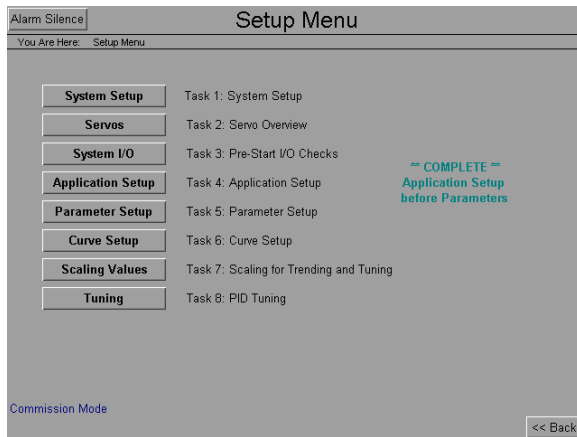 Alarm Silence
Setup Menu
You Are Here: Setup Menu
System Setup Task 1: System Setup
Servos Task 2: Servo Overview
System I/O Task 3: Pre-Start I/O Checks
** COMPLETE **
Application Setup Task 4: Application Setup Application Setup
before Parameters
Parameter Setup Task 5: Parameter Setup
Curve Setup Task 6: Curve Setup
Scaling Values Task 7: Scaling for Trending and Tuning
Tuning Task 8: PID Tuning
Commission Mode
<< Back